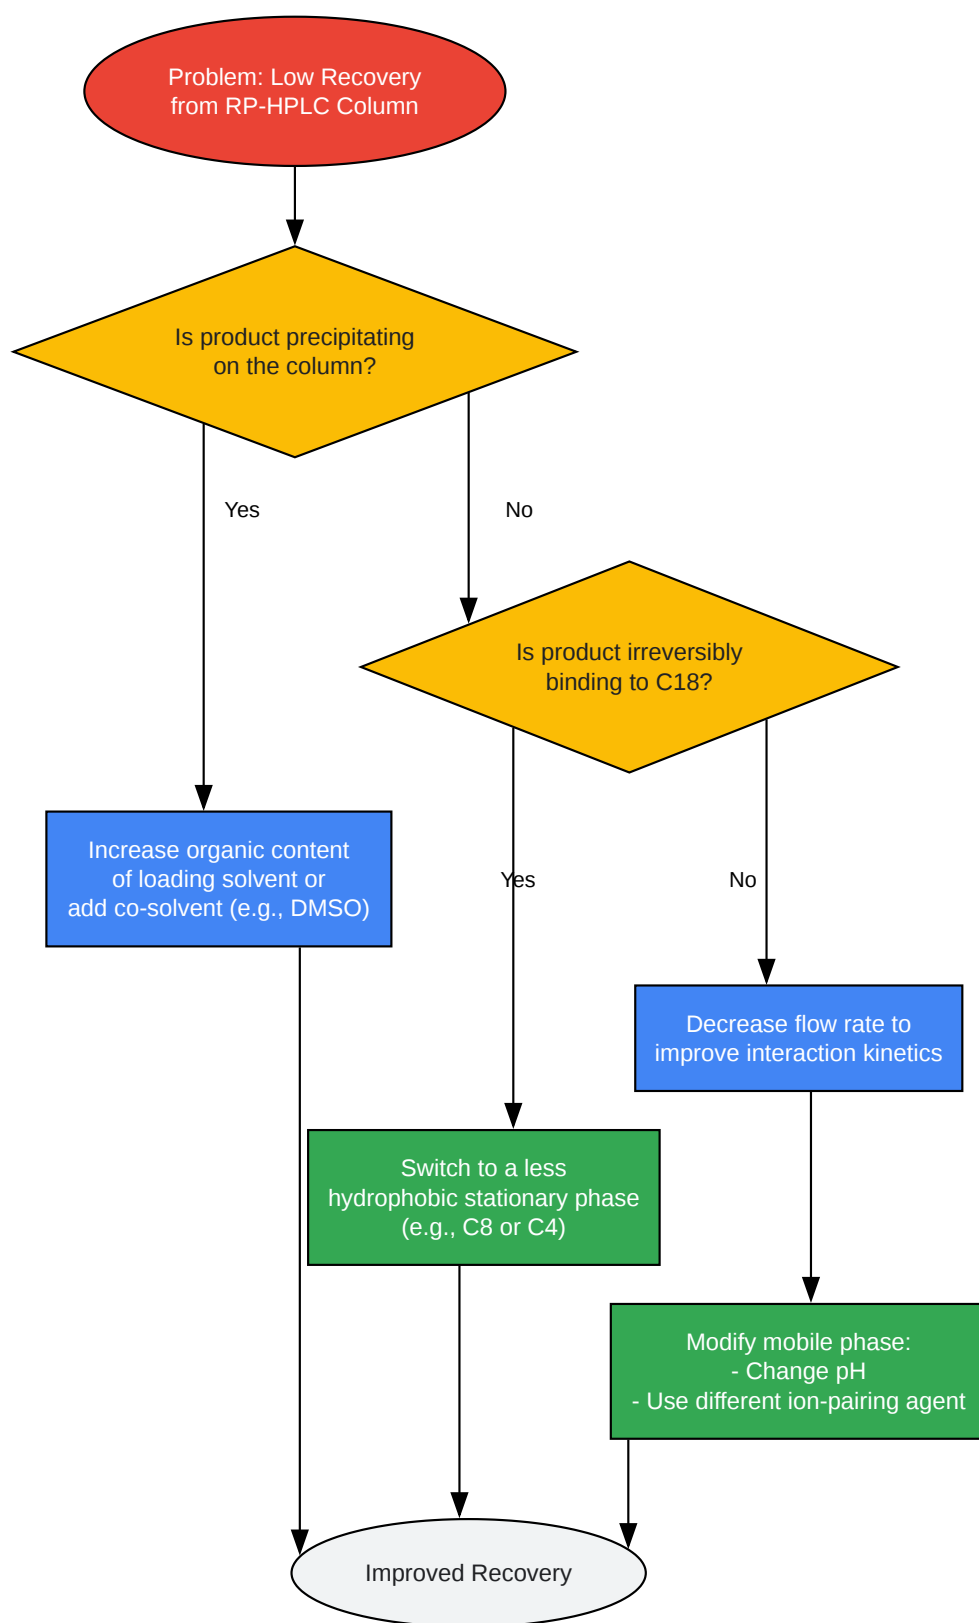 Problem: Low Recovery
from RP-HPLC Column
Is product precipitating
on the column?
Yes
No
Is product irreversibly
binding to C18?
Increase organic content
of loading solvent or
add co-solvent (e.g., DMSO)
Yes
No
Decrease flow rate to
improve interaction kinetics
Switch to a less
hydrophobic stationary phase
(e.g., C8 or C4)
Modify mobile phase:
- Change pH
- Use different ion-pairing agent
Improved Recovery